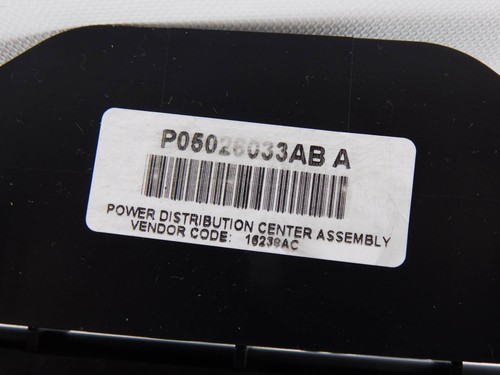 P05026033AB A
POWER DISTRIBUTION CENTER ASSEMBLY
VENDOR CODE: 16239AC